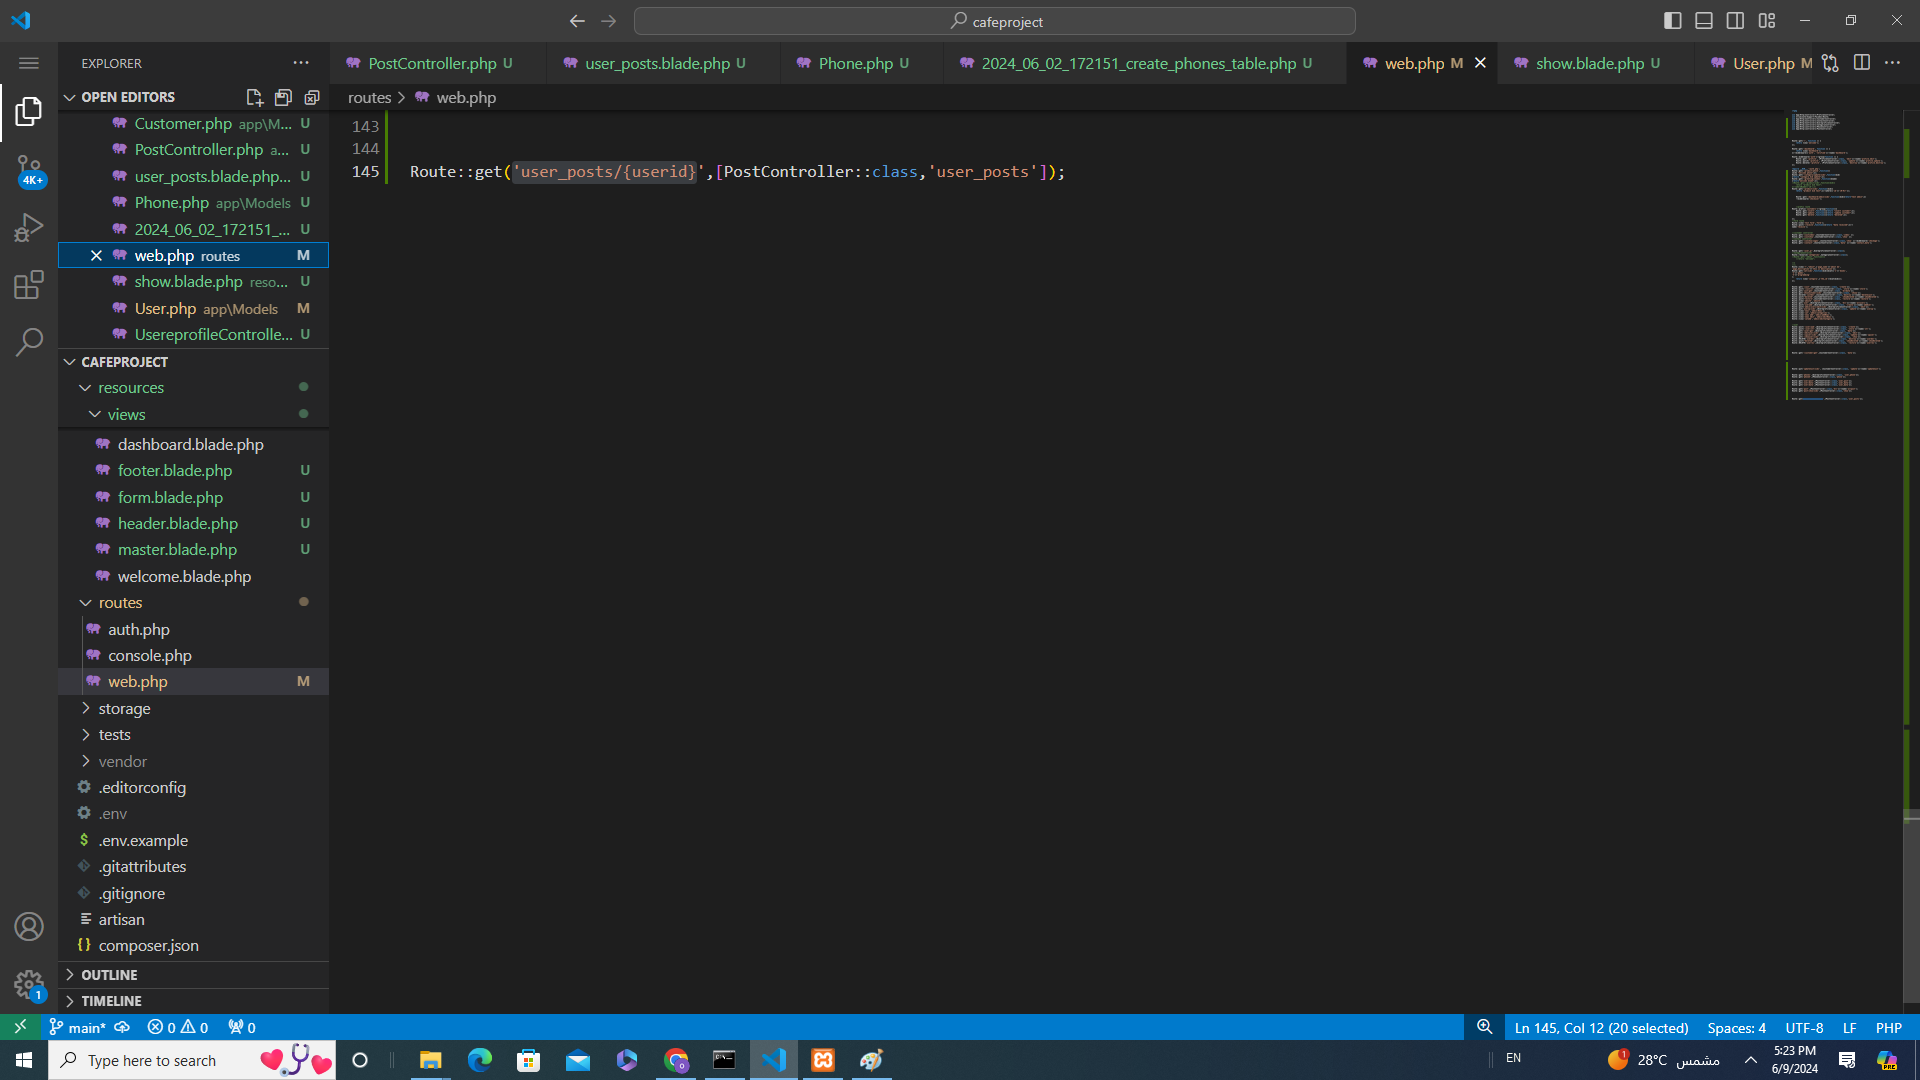 cafeproject
EXPLORER
PostController.php U
user_posts.blade.php U
Phone.php U
2024_06_02_172151_create_phones_table.php U
web.php M
show.blade.php U
User.php M
OPEN EDITORS
routes > web.php
Customer.php app\M... U
PostController.php a... U
user_posts.blade.php... U
Phone.php app\Models U
2024_06_02_172151_... U
web.php routes M
show.blade.php reso... U
User.php app\Models M
UsereprofileControlle... U
143
144
145 Route::get('user_posts/{userid}',[PostController::class,'user_posts']);
CAFEPROJECT
resources
views
dashboard.blade.php
footer.blade.php U
form.blade.php U
header.blade.php U
master.blade.php U
welcome.blade.php
routes
auth.php
console.php
web.php M
storage
tests
vendor
.editorconfig
.env
$ .env.example
.gitattributes
.gitignore
artisan
{} composer.json
OUTLINE
TIMELINE
4K+
1
main* 0 0 0
Ln 145, Col 12 (20 selected) Spaces: 4 UTF-8 LF PHP
Type here to search
EN
1
28°C مشمس
5:23 PM
6/9/2024
PRE